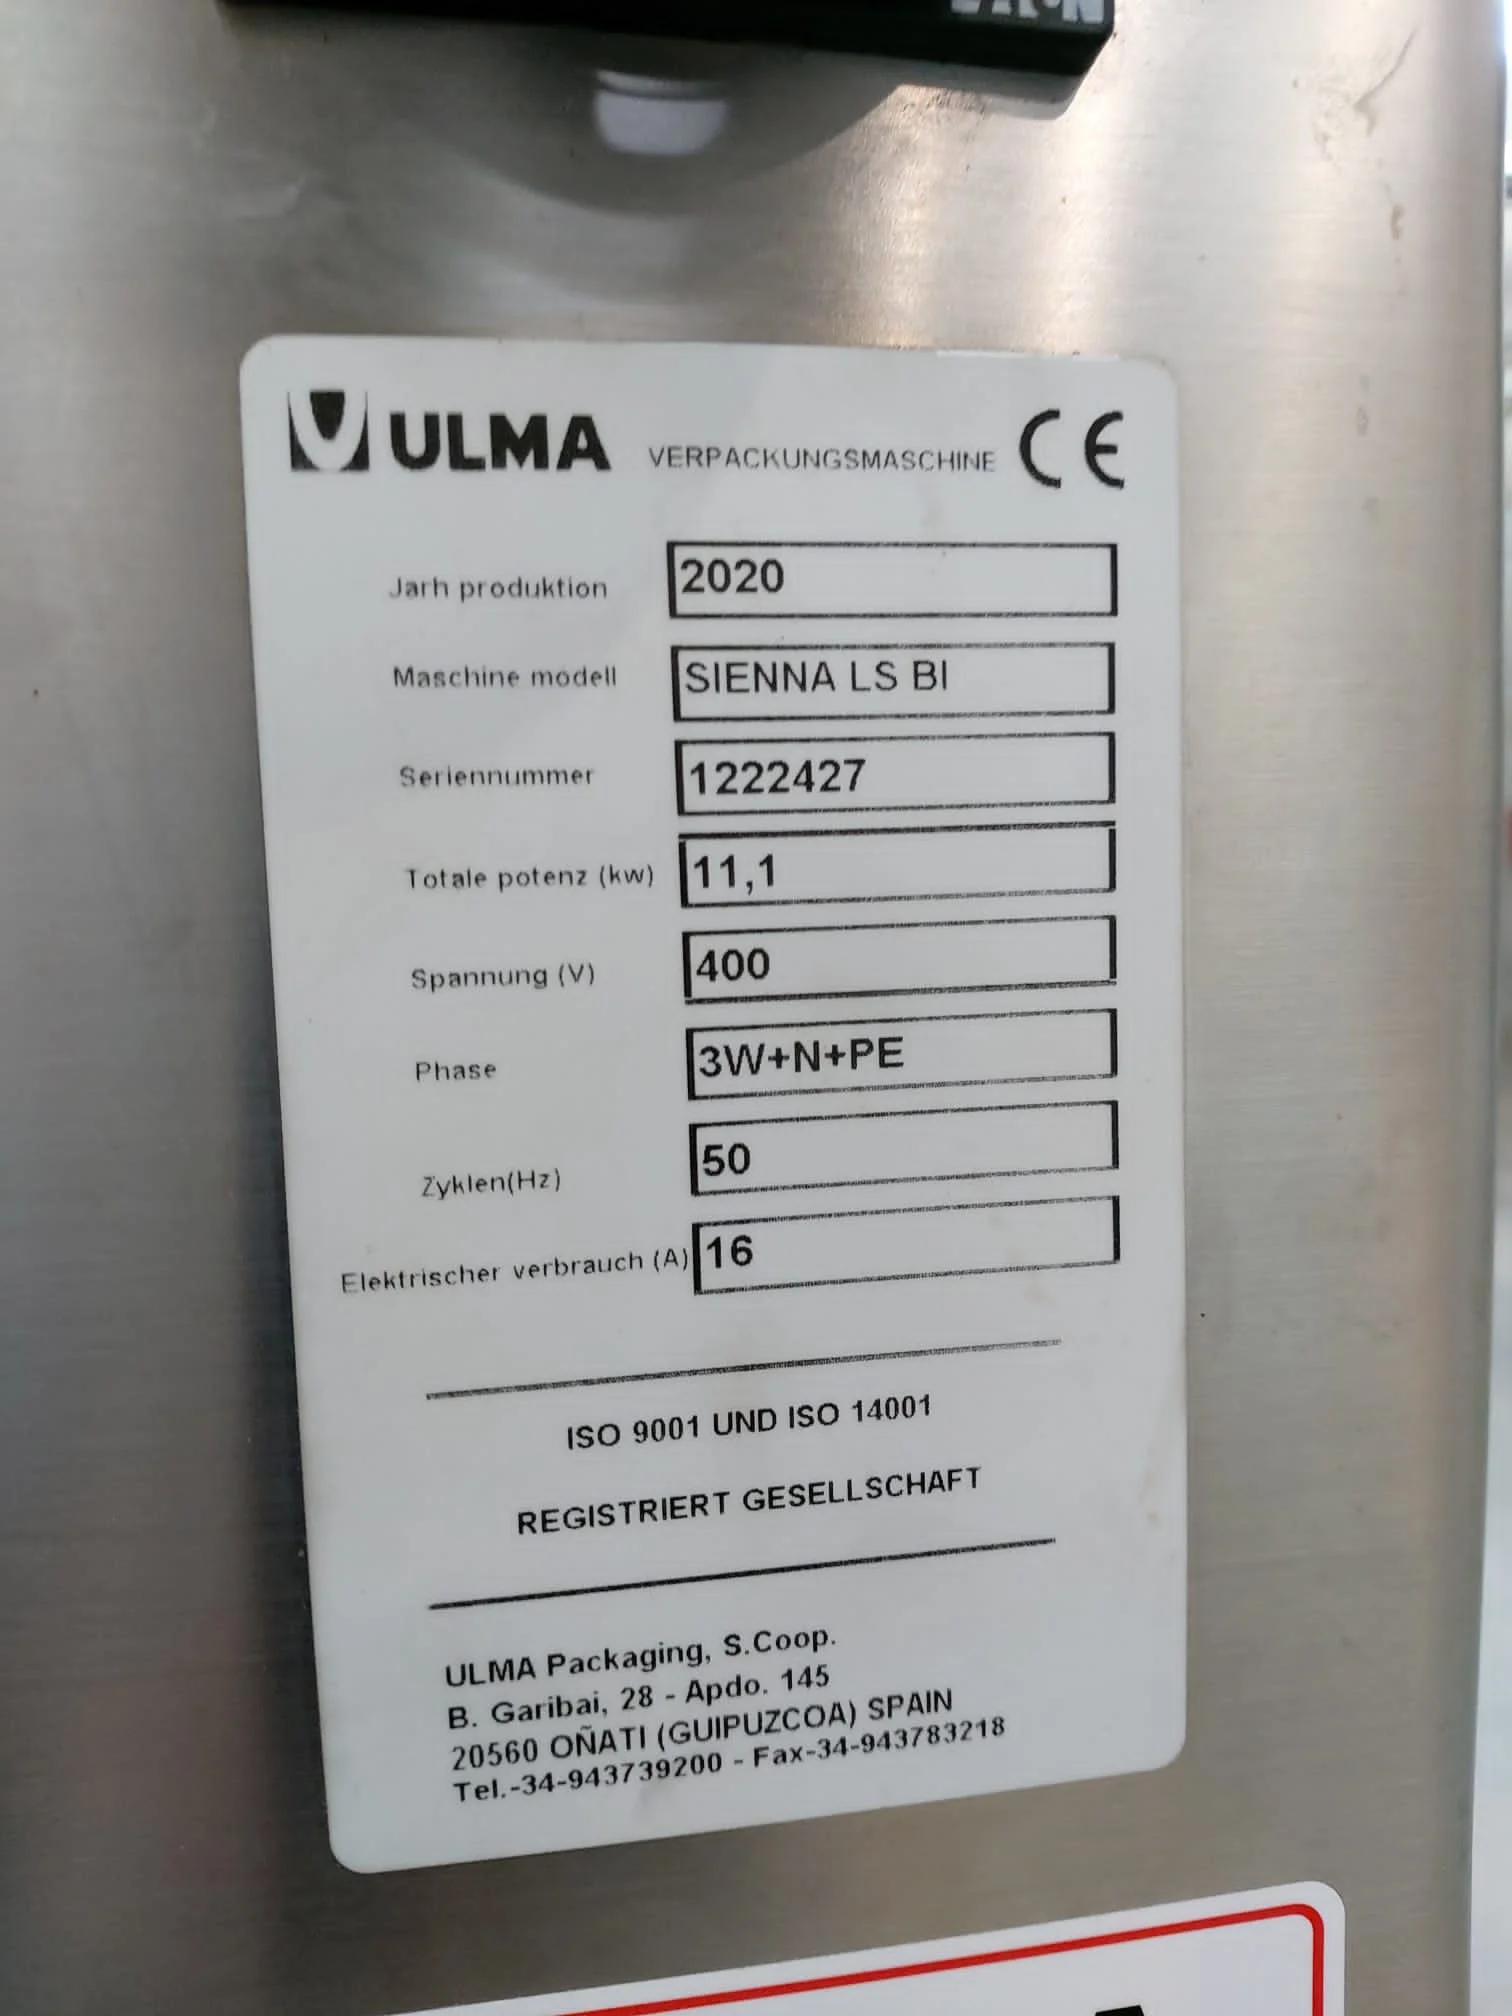 ULMA VERPACKUNGSMASCHINE CE
Jarh produktion 2020
Maschine modell SIENNA LS BI
Seriennummer 1222427
Totale potenz (kw) 11,1
Spannung (V) 400
Phase 3W+N+PE
Zyklen(Hz) 50
Elektrischer verbrauch (A) 16
ISO 9001 UND ISO 14001
REGISTRIERT GESELLSCHAFT
ULMA Packaging, S.Coop.
B. Garibai, 28 - Apdo. 145
20560 OÑATI (GUIPUZCOA) SPAIN
Tel.-34-943739200 - Fax-34-943783218